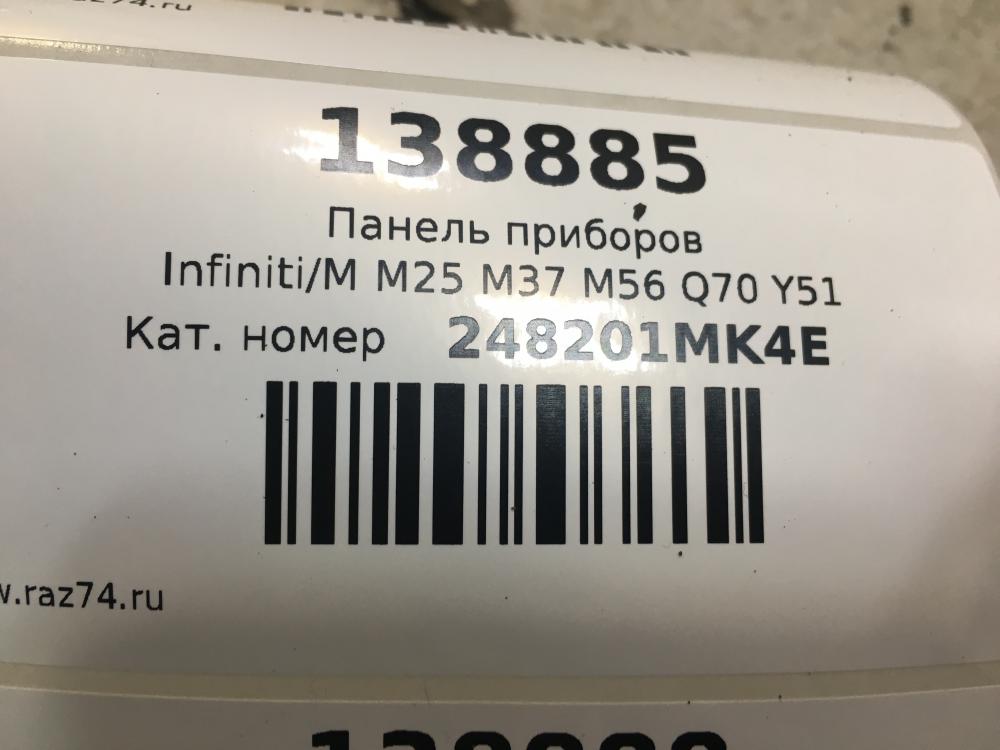 138885
Панель приборов
Infiniti/M M25 M37 M56 Q70 Y51
Кат. номер 248201MK4E
w.raz74.ru